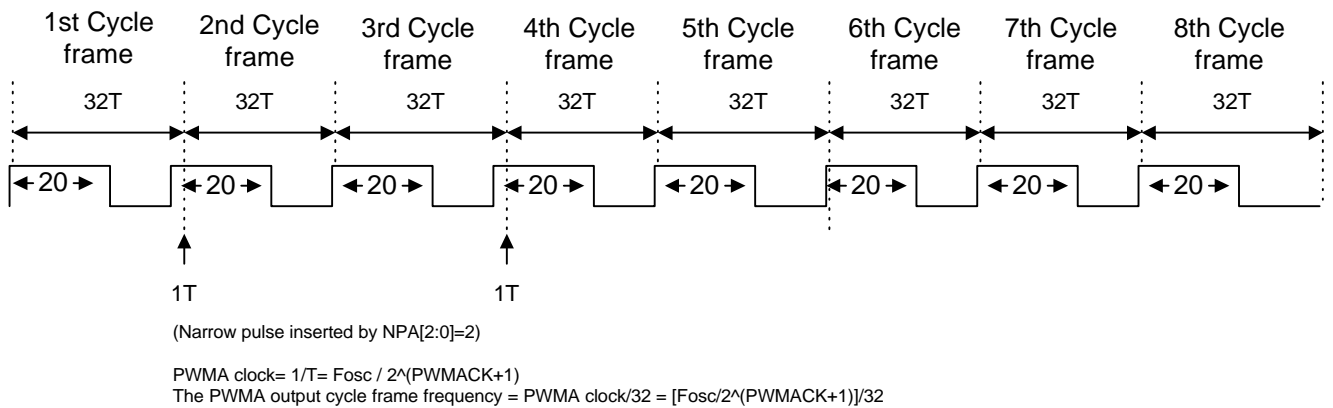 1st Cycle frame
2nd Cycle frame
3rd Cycle frame
4th Cycle frame
5th Cycle frame
6th Cycle frame
7th Cycle frame
8th Cycle frame
32T 32T 32T 32T 32T 32T 32T 32T
20 20 20 20 20 20 20 20
1T 1T
(Narrow pulse inserted by NPA[2:0]=2)
PWMA clock= 1/T= Fosc / 2^(PWMACK+1)
The PWMA output cycle frame frequency = PWMA clock/32 = [Fosc/2^(PWMACK+1)]/32